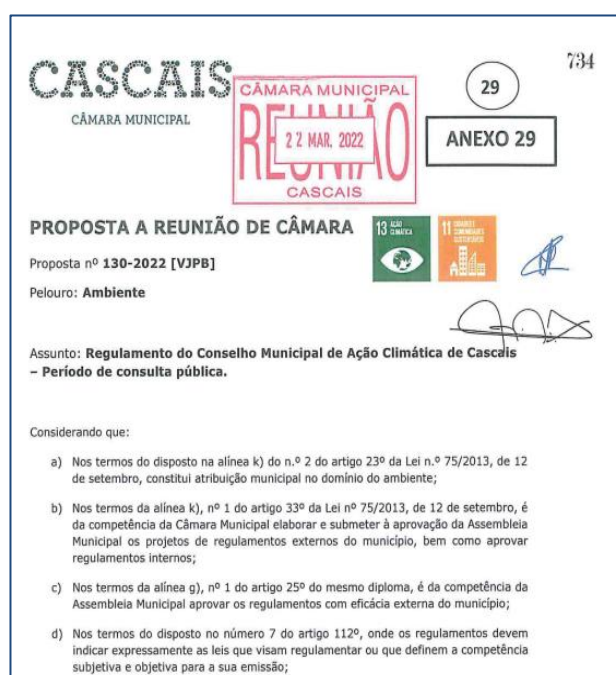 734
CASCAIS
CÂMARA MUNICIPAL
CÂMARA MUNICIPAL
REUNIÃO
22 MAR. 2022
CASCAIS
29
ANEXO 29
PROPOSTA A REUNIÃO DE CÂMARA
13 AÇÃO CLIMÁTICA
11 CIDADES E COMUNIDADES SUSTENTÁVEIS
Proposta nº 130-2022 [VJPB]
Pelouro: Ambiente
Assunto: Regulamento do Conselho Municipal de Ação Climática de Cascais
– Período de consulta pública.
Considerando que:
a) Nos termos do disposto na alínea k) do n.º 2 do artigo 23º da Lei n.º 75/2013, de 12
de setembro, constitui atribuição municipal no domínio do ambiente;
b) Nos termos da alínea k), nº 1 do artigo 33º da Lei nº 75/2013, de 12 de setembro, é
da competência da Câmara Municipal elaborar e submeter à aprovação da Assembleia
Municipal os projetos de regulamentos externos do município, bem como aprovar
regulamentos internos;
c) Nos termos da alínea g), nº 1 do artigo 25º do mesmo diploma, é da competência da
Assembleia Municipal aprovar os regulamentos com eficácia externa do município;
d) Nos termos do disposto no número 7 do artigo 112º, onde os regulamentos devem
indicar expressamente as leis que visam regulamentar ou que definem a competência
subjetiva e objetiva para a sua emissão;